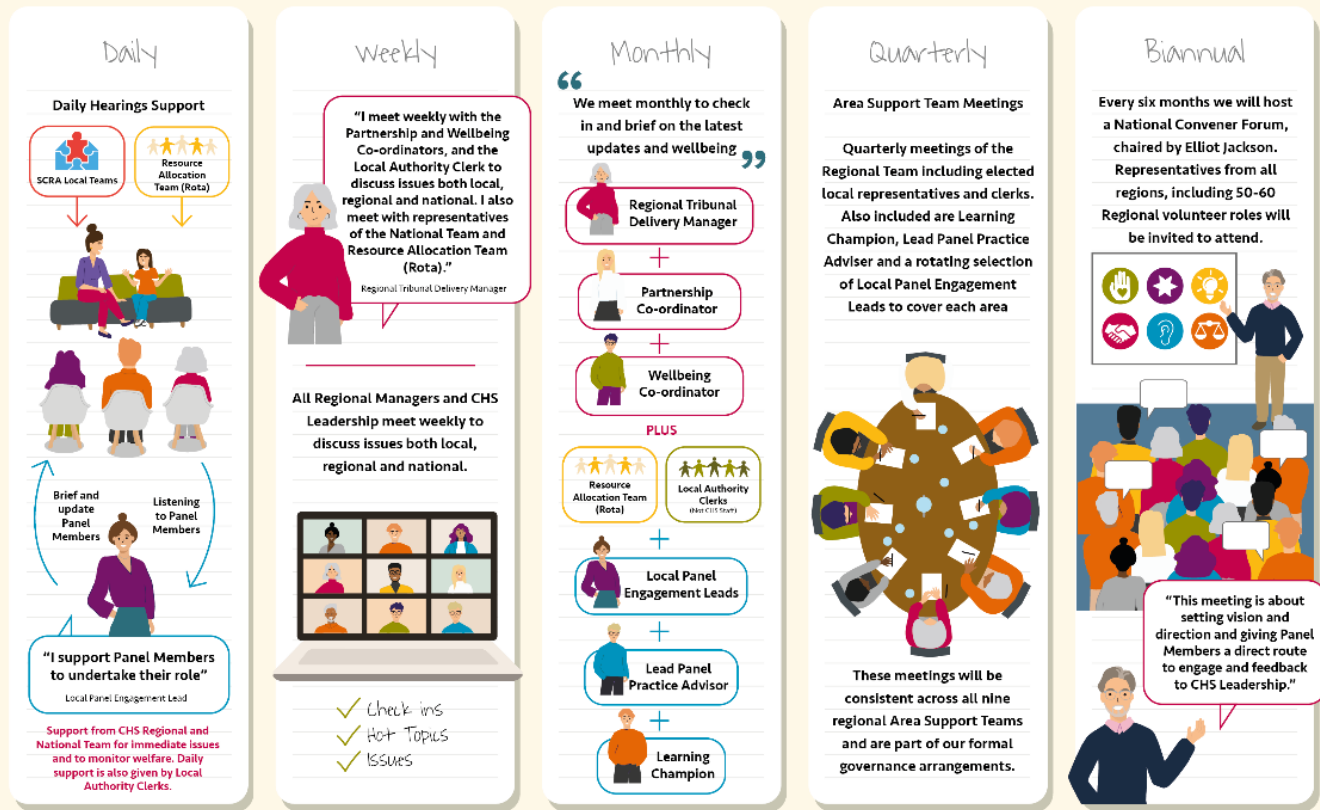 Daily
Daily Hearings Support
SCRA Local Teams
Resource
Allocation
Team (Rota)
Brief and
update
Panel
Members
Listening
to Panel
Members
“I support Panel Members
to undertake their role”
Local Panel Engagement Lead
Support from CHS Regional and
National Team for immediate issues
and to monitor welfare. Daily
support is also given by Local
Authority Clerks.
Weekly
“I meet weekly with the
Partnership and Wellbeing
Co-ordinators, and the
Local Authority Clerk to
discuss issues both local,
regional and national. I also
meet with representatives
of the National Team and
Resource Allocation Team
(Rota).”
Regional Tribunal Delivery Manager
All Regional Managers and CHS
Leadership meet weekly to
discuss issues both local,
regional and national.
Check ins
Hot Topics
Issues
Monthly
“
We meet monthly to check
in and brief on the latest
updates and wellbeing ”
Regional Tribunal
Delivery Manager
+
Partnership
Co-ordinator
+
Wellbeing
Co-ordinator
PLUS
Resource
Allocation Team
(Rota)
Local Authority
Clerks
(Not CHS Staff)
+
Local Panel
Engagement Leads
+
Lead Panel
Practice Advisor
+
Learning
Champion
Quarterly
Area Support Team Meetings
Quarterly meetings of the
Regional Team including elected
local representatives and clerks.
Also included are Learning
Champion, Lead Panel Practice
Adviser and a rotating selection
of Local Panel Engagement
Leads to cover each area
These meetings will be
consistent across all nine
regional Area Support Teams
and are part of our formal
governance arrangements.
Biannual
Every six months we will host
a National Convener Forum,
chaired by Elliot Jackson.
Representatives from all
regions, including 50-60
Regional volunteer roles will
be invited to attend.
“This meeting is about
setting vision and
direction and giving Panel
Members a direct route
to engage and feedback
to CHS Leadership.”